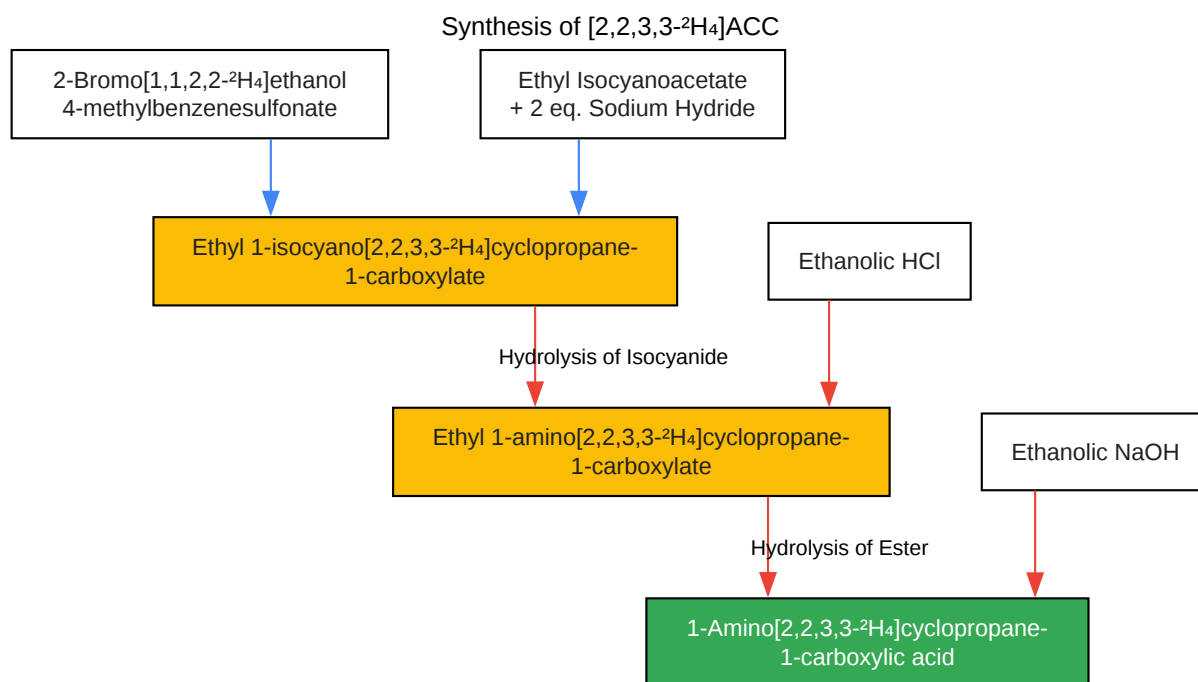 Synthesis of [2,2,3,3-²H₄]ACC
2-Bromo[1,1,2,2-²H₄]ethanol
4-methylbenzenesulfonate
Ethyl Isocyanoacetate
+ 2 eq. Sodium Hydride
Ethyl 1-isocyano[2,2,3,3-²H₄]cyclopropane-
1-carboxylate
Ethanolic HCl
Hydrolysis of Isocyanide
Ethyl 1-amino[2,2,3,3-²H₄]cyclopropane-
1-carboxylate
Ethanolic NaOH
Hydrolysis of Ester
1-Amino[2,2,3,3-²H₄]cyclopropane-
1-carboxylic acid